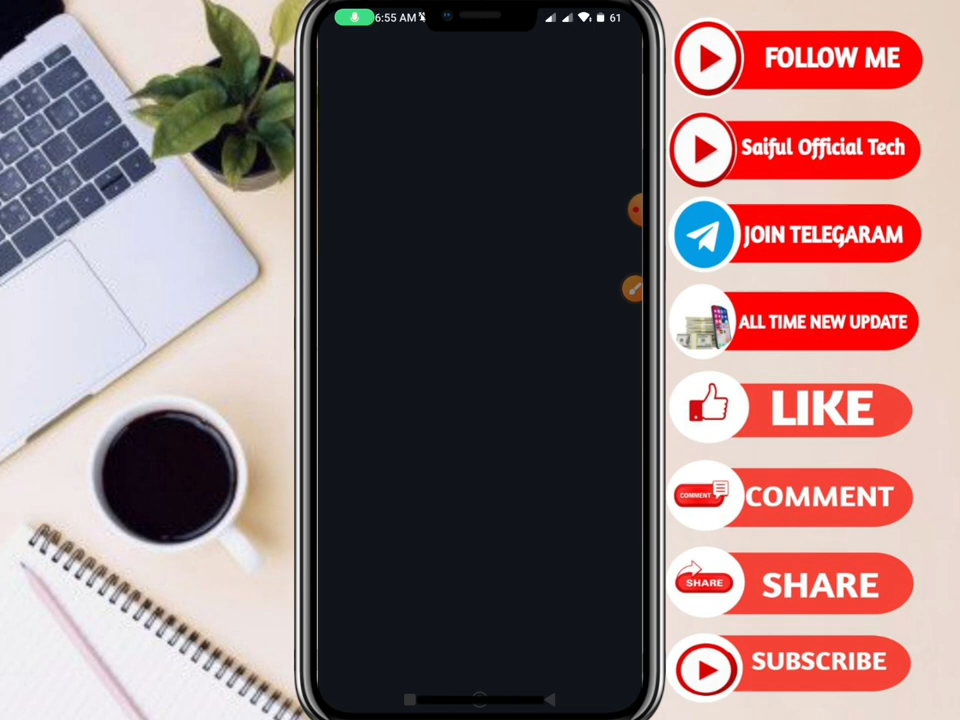 6:55 AM
61
FOLLOW ME
Saiful Official Tech
JOIN TELEGARAM
ALL TIME NEW UPDATE
LIKE
COMMENT
COMMENT
SHARE
SHARE
SUBSCRIBE